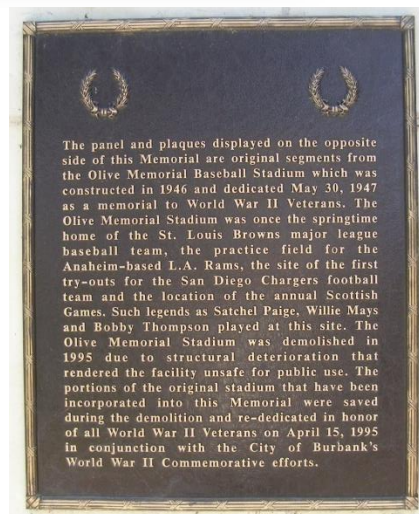 The panel and plaques displayed on the opposite
side of this Memorial are original segments from
the Olive Memorial Baseball Stadium which was
constructed in 1946 and dedicated May 30, 1947
as a memorial to World War II Veterans. The
Olive Memorial Stadium was once the springtime
home of the St. Louis Browns major league
baseball team, the practice field for the
Anaheim-based L.A. Rams, the site of the first
try-outs for the San Diego Chargers football
team and the location of the annual Scottish
Games. Such legends as Satchel Paige, Willie Mays
and Bobby Thompson played at this site. The
Olive Memorial Stadium was demolished in
1995 due to structural deterioration that
rendered the facility unsafe for public use. The
portions of the original stadium that have been
incorporated into this Memorial were saved
during the demolition and re-dedicated in honor
of all World War II Veterans on April 15, 1995
in conjunction with the City of Burbank's
World War II Commemorative efforts.